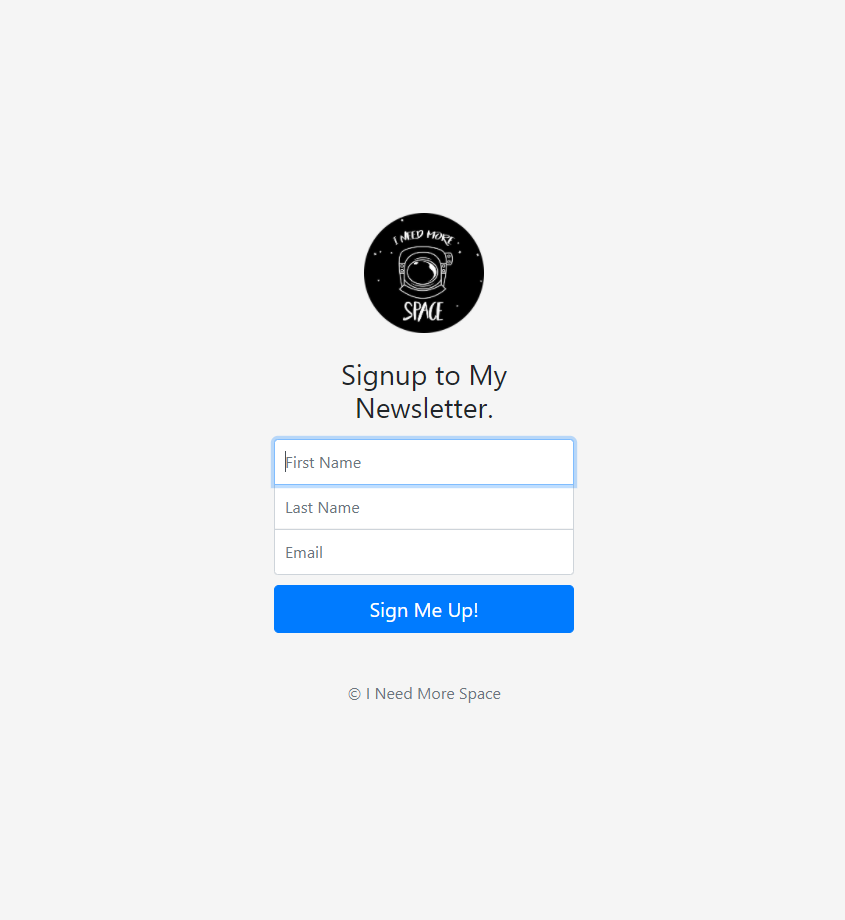 I NEED MORE
SPACE
Signup to My
Newsletter.
First Name
Last Name
Email
Sign Me Up!
© I Need More Space